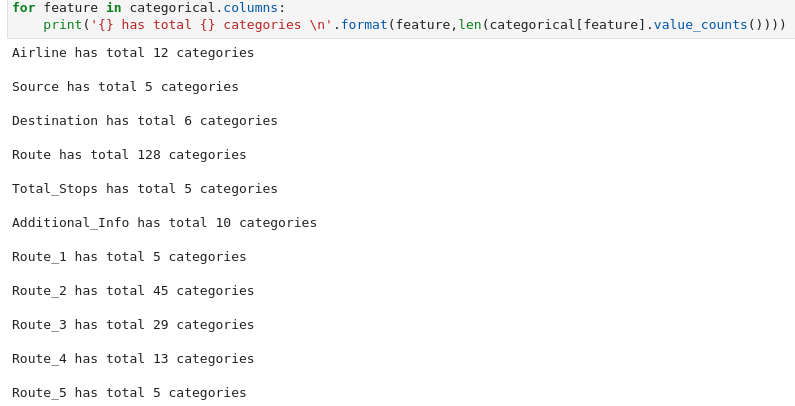 for feature in categorical.columns:
    print('{} has total {} categories \n'.format(feature,len(categorical[feature].value_counts())))
Airline has total 12 categories
Source has total 5 categories
Destination has total 6 categories
Route has total 128 categories
Total_Stops has total 5 categories
Additional_Info has total 10 categories
Route_1 has total 5 categories
Route_2 has total 45 categories
Route_3 has total 29 categories
Route_4 has total 13 categories
Route_5 has total 5 categories